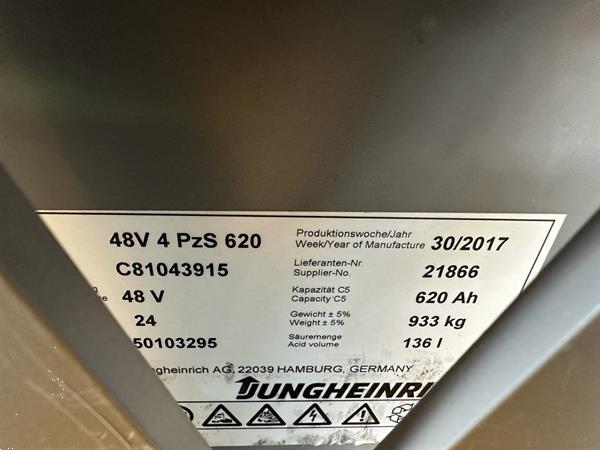 48V 4 PzS 620
Produktionswoche/Jahr
Week/Year of Manufacture 30/2017
C81043915
Lieferanten-Nr.
Supplier-No. 21866
48 V
Kapazität C5
Capacity C5 620 Ah
24
Gewicht ± 5%
Weight ± 5% 933 kg
50103295
Säuremenge
Acid volume 136 l
AG, 22039 HAMBURG, GERMANY
JUNGHEINRI